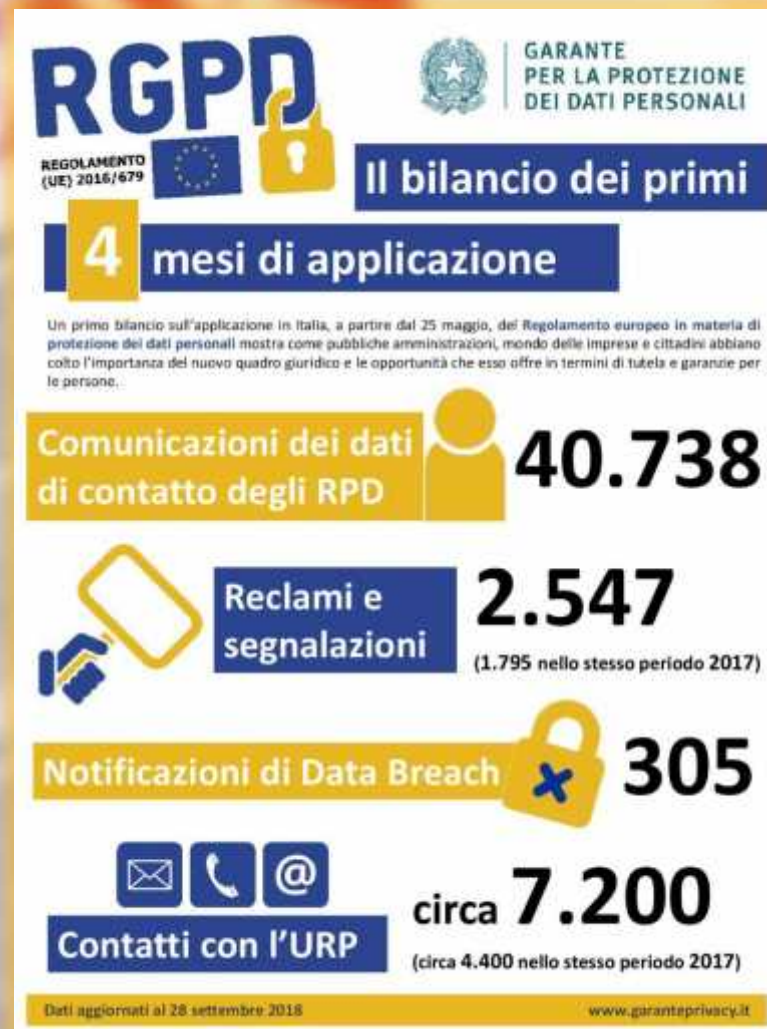 RGPD
REGOLAMENTO
(UE) 2016/679
GARANTE
PER LA PROTEZIONE
DEI DATI PERSONALI
Il bilancio dei primi
4 mesi di applicazione
Un primo bilancio sull'applicazione in Italia, a partire dal 25 maggio, del Regolamento europeo in materia di
protezione dei dati personali mostra come pubbliche amministrazioni, mondo delle imprese e cittadini abbiano
colto l'importanza del nuovo quadro giuridico e le opportunità che esso offre in termini di tutela e garanzie per
le persone.
Comunicazioni dei dati
di contatto degli RPD
40.738
Reclami e
segnalazioni
2.547
(1.795 nello stesso periodo 2017)
Notificazioni di Data Breach
305
@
Contatti con l'URP
circa 7.200
(circa 4.400 nello stesso periodo 2017)
Dati aggiornati al 28 settembre 2018
www.garanteprivacy.it